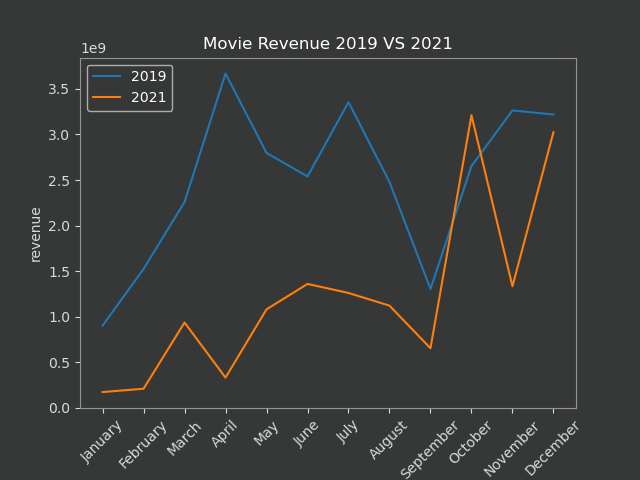 Movie Revenue 2019 VS 2021
1e9
2019
2021
3.5
3.0
2.5
2.0
1.5
1.0
0.5
0.0
revenue
January
February
March
April
May
June
July
August
September
October
November
December